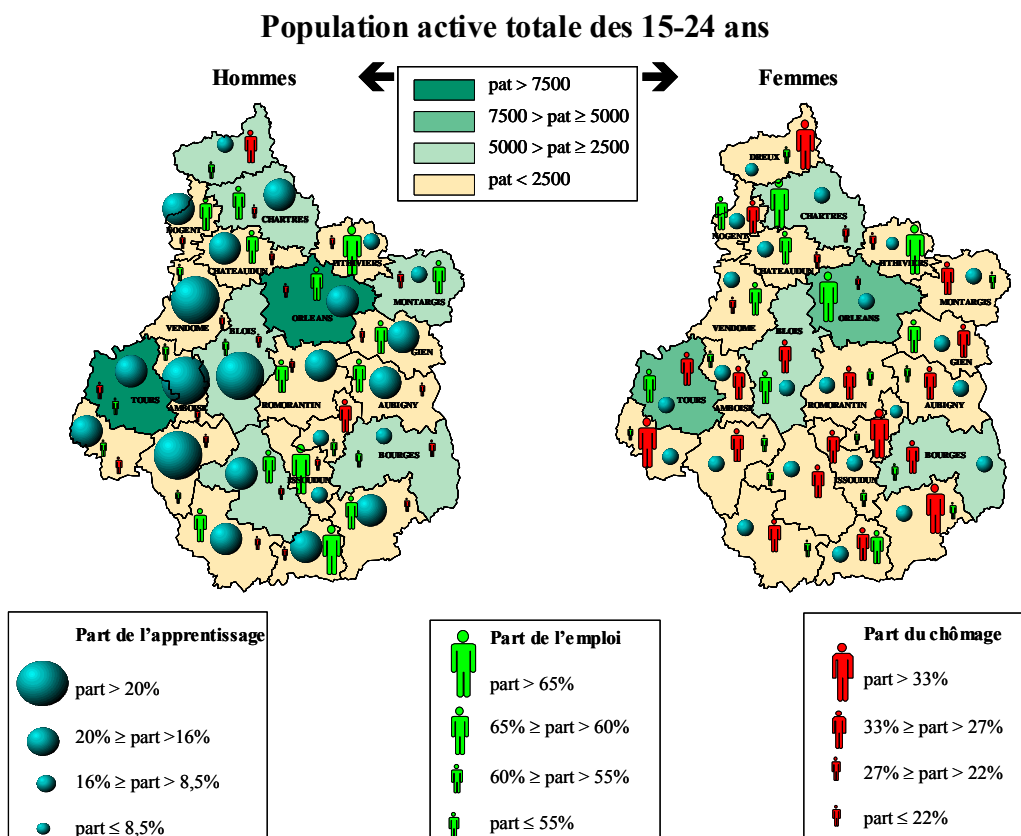 Population active totale des 15-24 ans
Hommes
Femmes
pat > 7500
7500 > pat ≥ 5000
5000 > pat ≥ 2500
pat < 2500
NOGENT
CHARTRES
CHATEAUDUN
PITHIVIERS
MONTARGIS
ORLEANS
VENDOME
BLOIS
GIEN
TOURS
AMBOISE
ROMORANTIN
AUBIGNY
BOURGES
ISSOUDUN
DREUX
NOGENT
CHARTRES
CHATEAUDUN
PITHIVIERS
MONTARGIS
ORLEANS
VENDOME
BLOIS
GIEN
TOURS
AMBOISE
ROMORANTIN
AUBIGNY
BOURGES
ISSOUDUN
Part de l'apprentissage
part > 20%
20% ≥ part >16%
16% ≥ part > 8,5%
part ≤ 8,5%
Part de l'emploi
part > 65%
65% ≥ part > 60%
60% ≥ part > 55%
part ≤ 55%
Part du chômage
part > 33%
33% ≥ part > 27%
27% ≥ part > 22%
part ≤ 22%